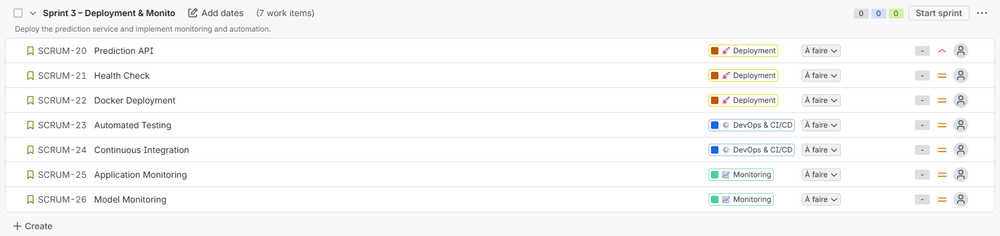 Sprint 3 – Deployment & Monito Add dates (7 work items) 0 0 0 Start sprint
Deploy the prediction service and implement monitoring and automation.
SCRUM-20 Prediction API Deployment À faire -
SCRUM-21 Health Check Deployment À faire -
SCRUM-22 Docker Deployment Deployment À faire -
SCRUM-23 Automated Testing DevOps & CI/CD À faire -
SCRUM-24 Continuous Integration DevOps & CI/CD À faire -
SCRUM-25 Application Monitoring Monitoring À faire -
SCRUM-26 Model Monitoring Monitoring À faire -
Create